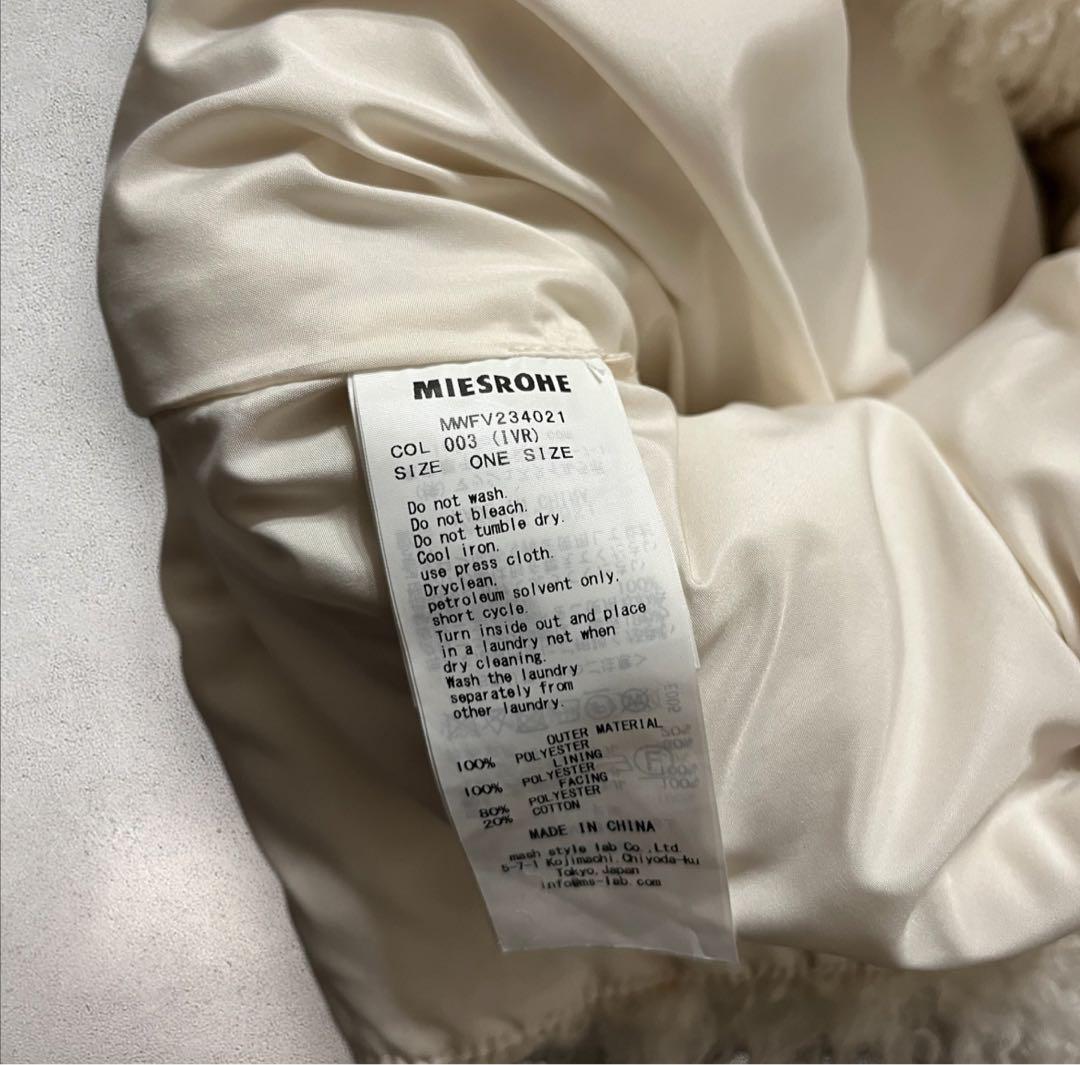 MIESROHE
MWFV234021
COL 003 (IVR)
SIZE ONE SIZE
Do not wash.
Do not bleach.
Do not tumble dry.
Cool iron.
use press cloth.
Dryclean.
petroleum solvent only.
short cycle.
Turn inside out and place
in a laundry net when
dry cleaning.
Wash the laundry
separately from
other laundry.
OUTER MATERIAL
100% POLYESTER
LINING
100% POLYESTER
FACING
80% POLYESTER
20% COTTON
MADE IN CHINA
mash style lab Co.,Ltd.
5-7-1 Kojimachi Chiyoda-ku
Tokyo, Japan
info@ms-lab.com